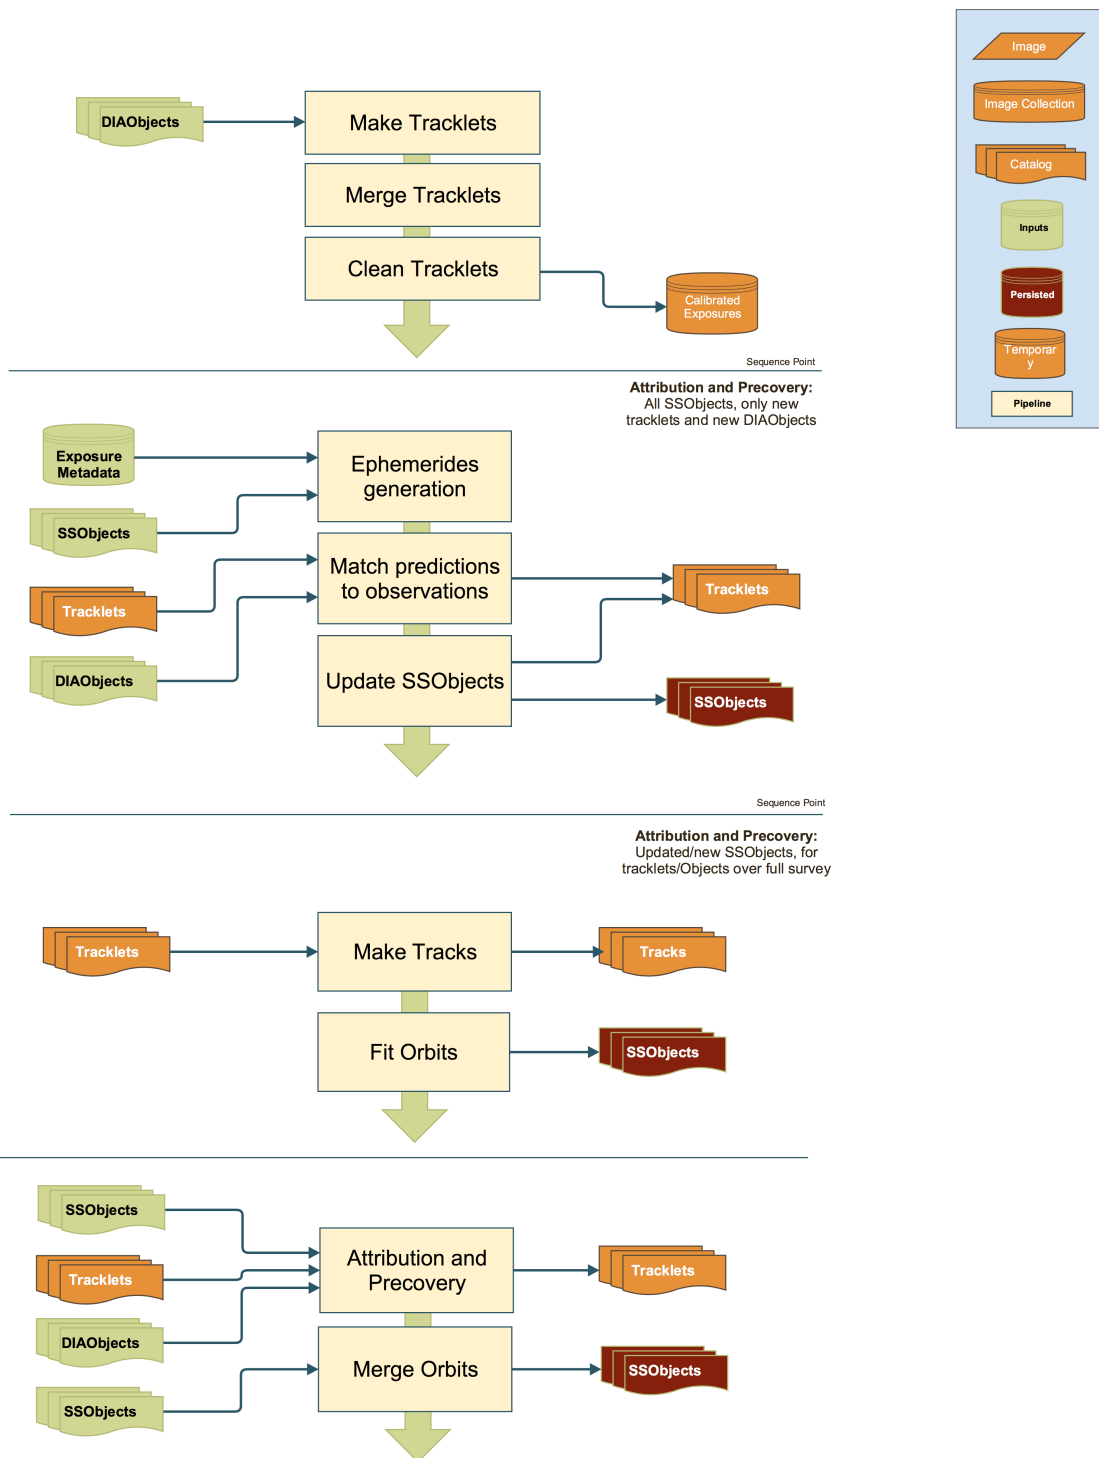 Image
Image Collection
Catalog
Inputs
Persisted
Temporar
y
Pipeline
DIAObjects
Make Tracklets
Merge Tracklets
Clean Tracklets
Calibrated
Exposures
Sequence Point
Attribution and Precovery:
All SSObjects, only new
tracklets and new DIAObjects
Exposure
Metadata
Ephemerides
generation
SSObjects
Match predictions
to observations
Tracklets
Tracklets
DIAObjects
Update SSObjects
SSObjects
Sequence Point
Attribution and Precovery:
Updated/new SSObjects, for
tracklets/Objects over full survey
Tracklets
Make Tracks
Tracks
Fit Orbits
SSObjects
SSObjects
Attribution and
Precovery
Tracklets
Tracklets
DIAObjects
Merge Orbits
SSObjects
SSObjects